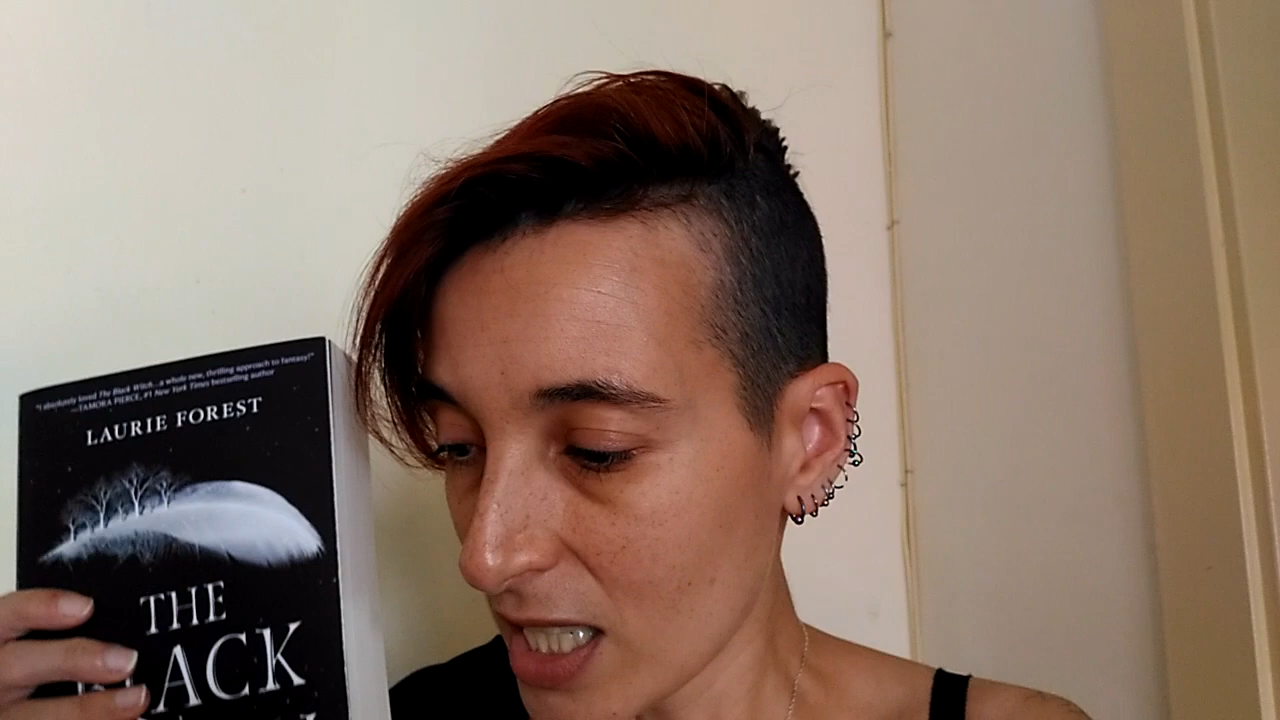 "I absolutely loved The Black Witch...a whole new, thrilling approach to fantasy!"
—TAMORA PIERCE, #1 New York Times bestselling author
LAURIE FOREST
THE
BLACK